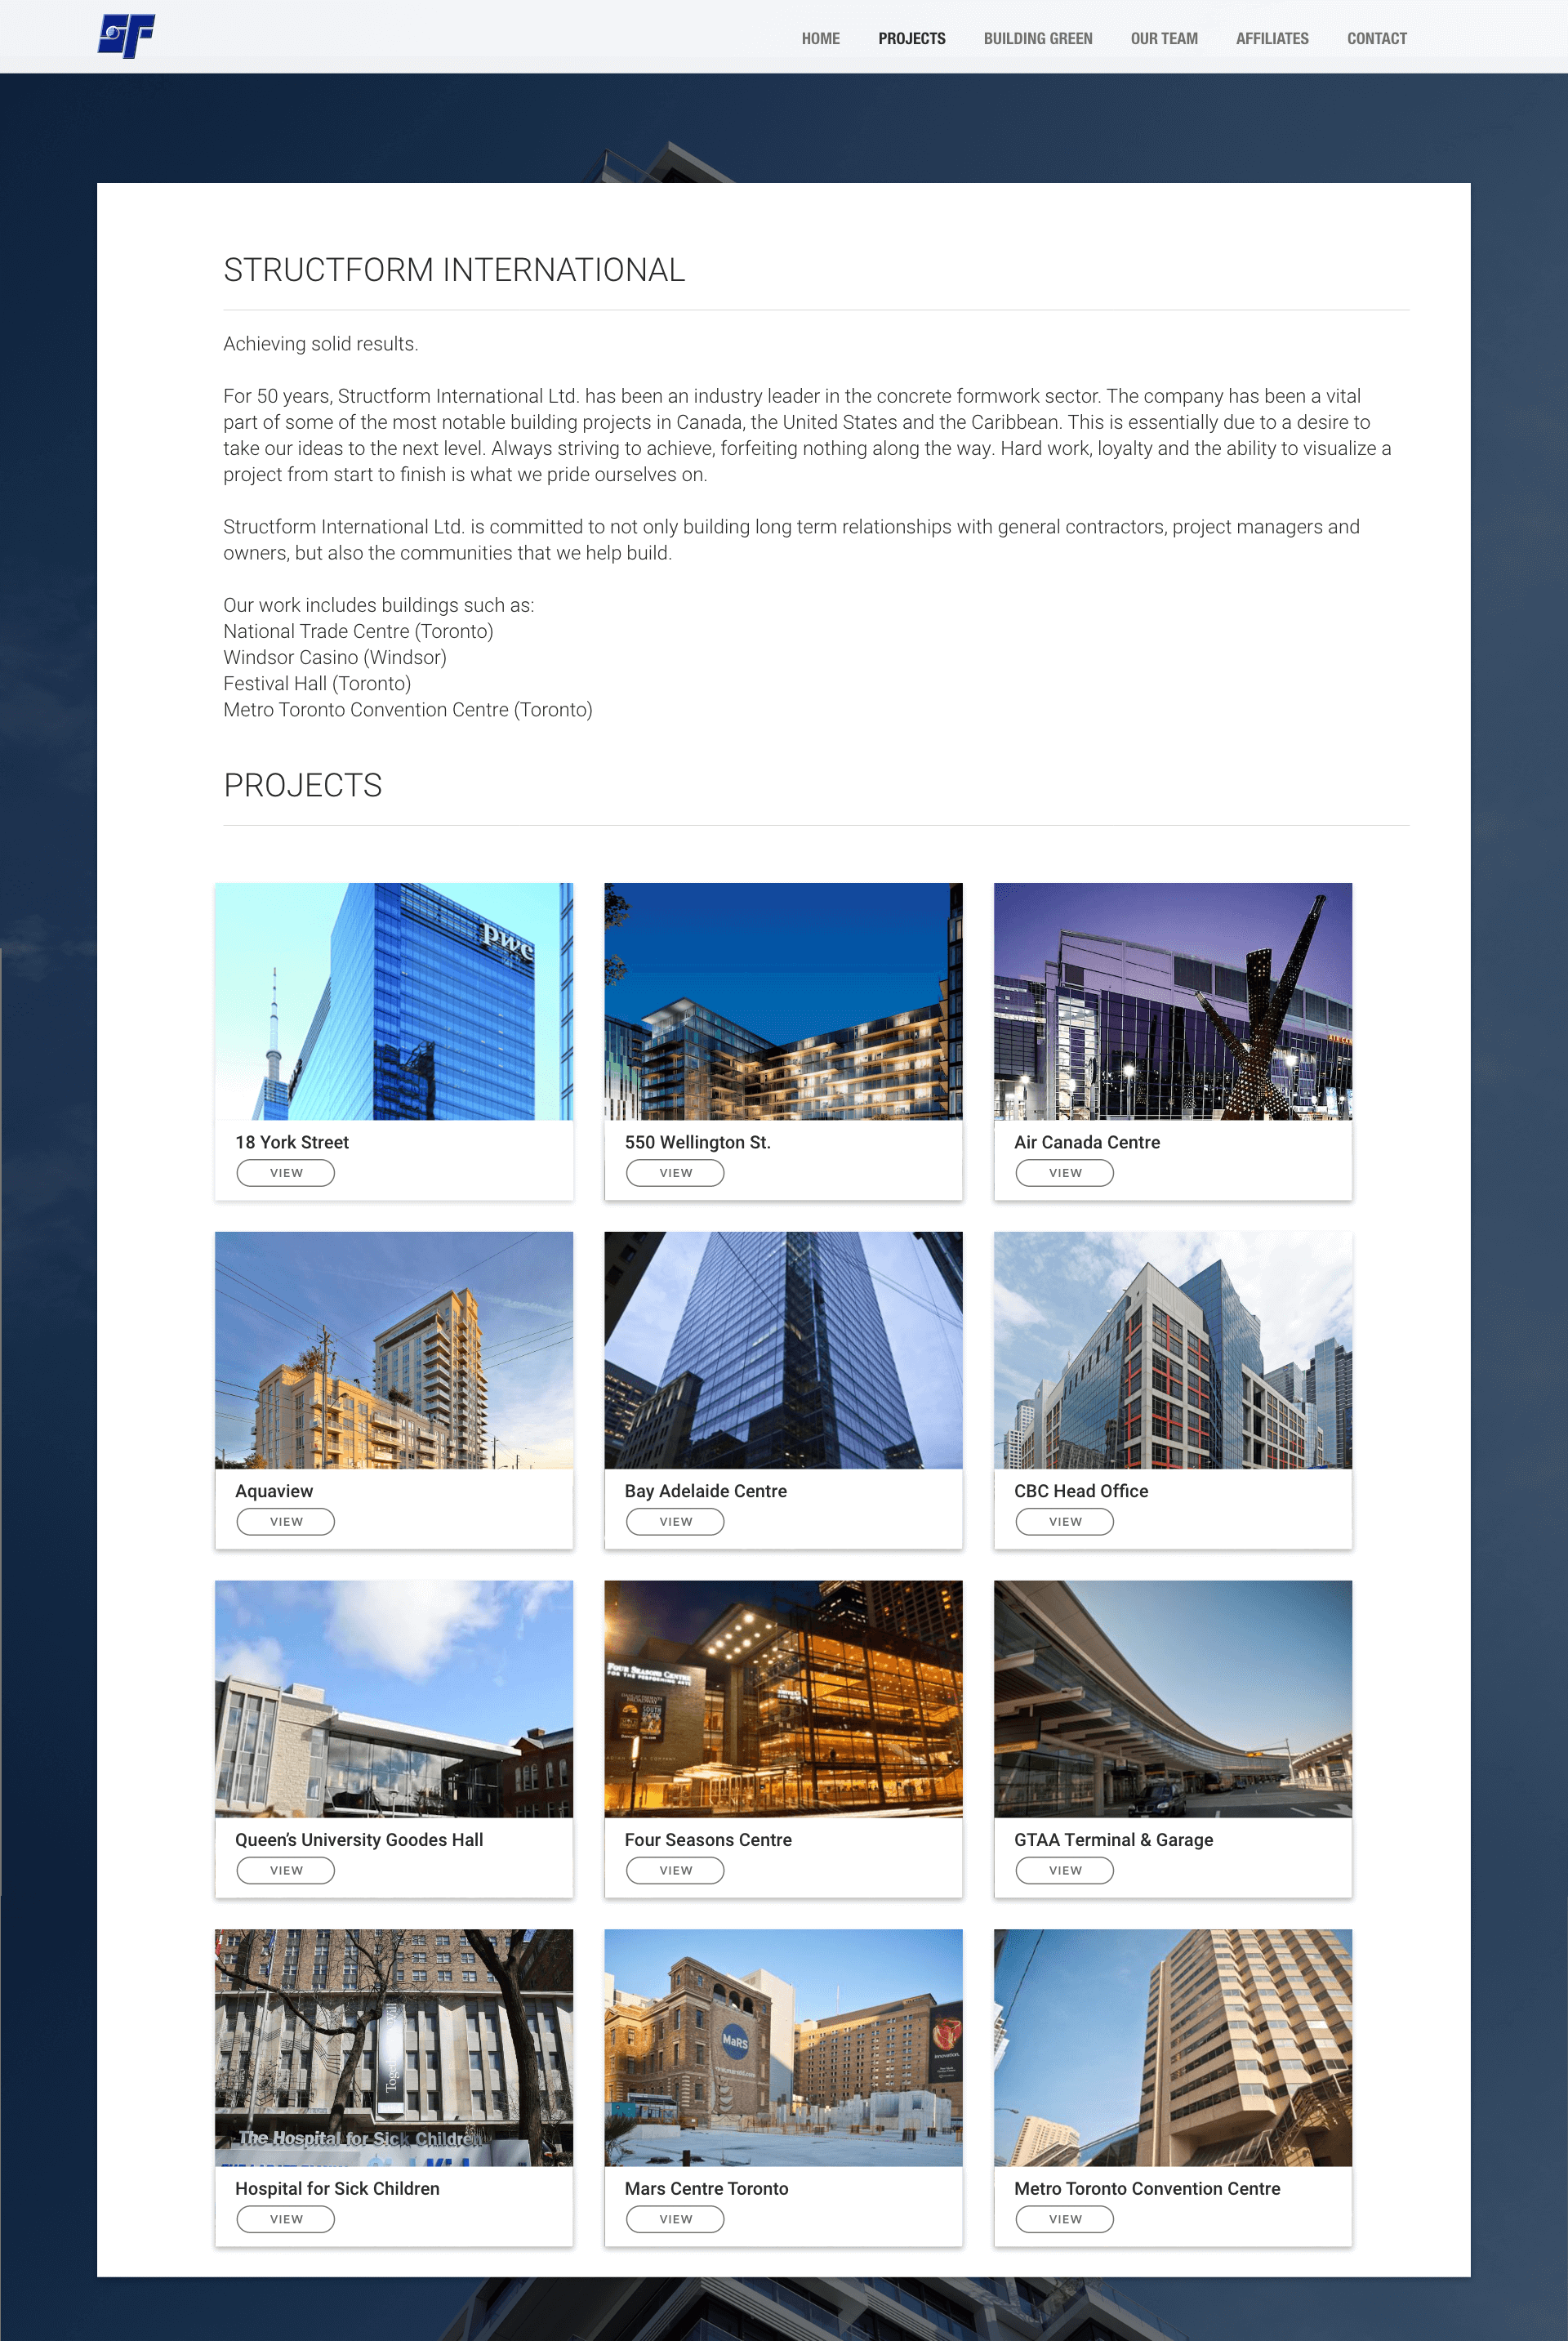 SF
HOME PROJECTS BUILDING GREEN OUR TEAM AFFILIATES CONTACT
STRUCTFORM INTERNATIONAL
Achieving solid results.
For 50 years, Structform International Ltd. has been an industry leader in the concrete formwork sector. The company has been a vital
part of some of the most notable building projects in Canada, the United States and the Caribbean. This is essentially due to a desire to
take our ideas to the next level. Always striving to achieve, forfeiting nothing along the way. Hard work, loyalty and the ability to visualize a
project from start to finish is what we pride ourselves on.
Structform International Ltd. is committed to not only building long term relationships with general contractors, project managers and
owners, but also the communities that we help build.
Our work includes buildings such as:
National Trade Centre (Toronto)
Windsor Casino (Windsor)
Festival Hall (Toronto)
Metro Toronto Convention Centre (Toronto)
PROJECTS
pwc
AIR CAN
18 York Street
550 Wellington St.
Air Canada Centre
VIEW
VIEW
VIEW
Aquaview
Bay Adelaide Centre
CBC Head Office
VIEW
VIEW
VIEW
FOUR SEASONS CENTRE
FOR THE PERFORMING ARTS
Queen's University Goodes Hall
Four Seasons Centre
GTAA Terminal & Garage
VIEW
VIEW
VIEW
MaRS
innovation.
The Hospital for Sick Children
Hospital for Sick Children
Mars Centre Toronto
Metro Toronto Convention Centre
VIEW
VIEW
VIEW